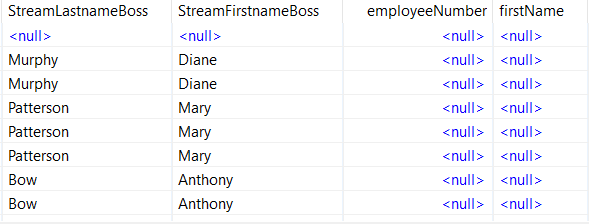 StreamLastnameBoss StreamFirstnameBoss employeeNumber firstName
<null> <null> <null> <null>
Murphy Diane <null> <null>
Murphy Diane <null> <null>
Patterson Mary <null> <null>
Patterson Mary <null> <null>
Patterson Mary <null> <null>
Bow Anthony <null> <null>
Bow Anthony <null> <null>